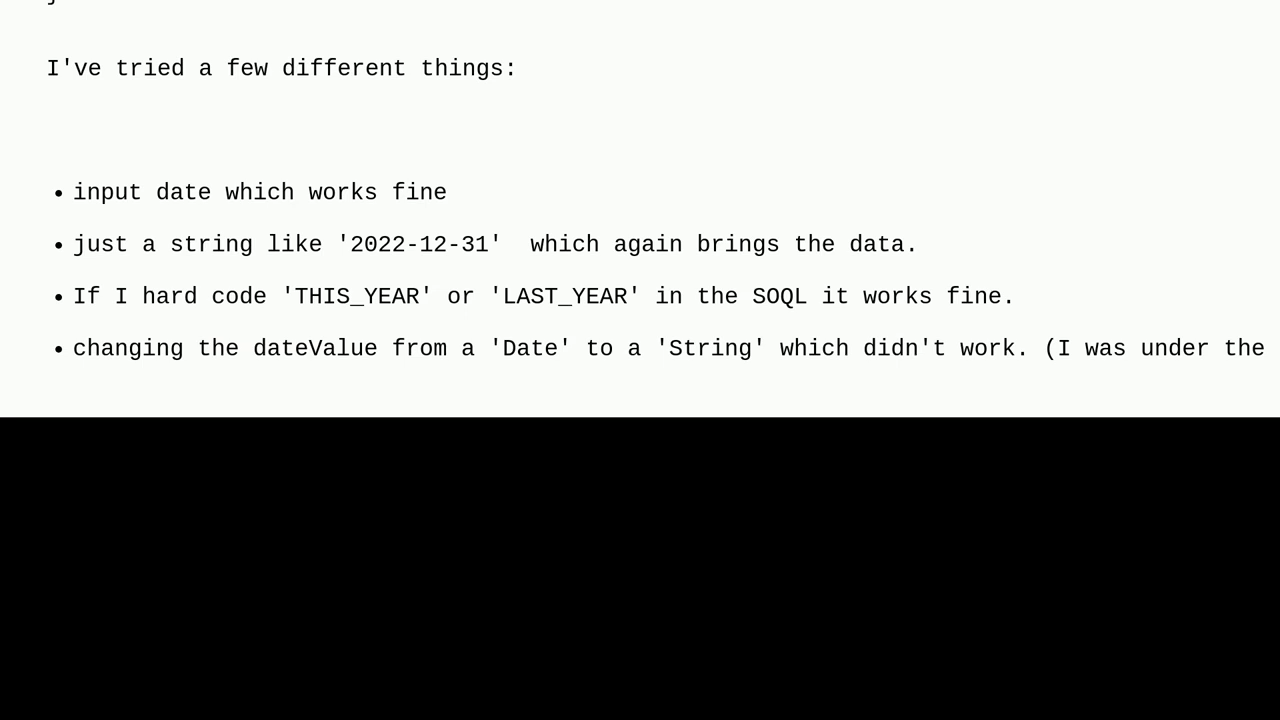 I've tried a few different things:
• input date which works fine
• just a string like '2022-12-31'  which again brings the data.
• If I hard code 'THIS_YEAR' or 'LAST_YEAR' in the SOQL it works fine.
• changing the dateValue from a 'Date' to a 'String' which didn't work. (I was under the